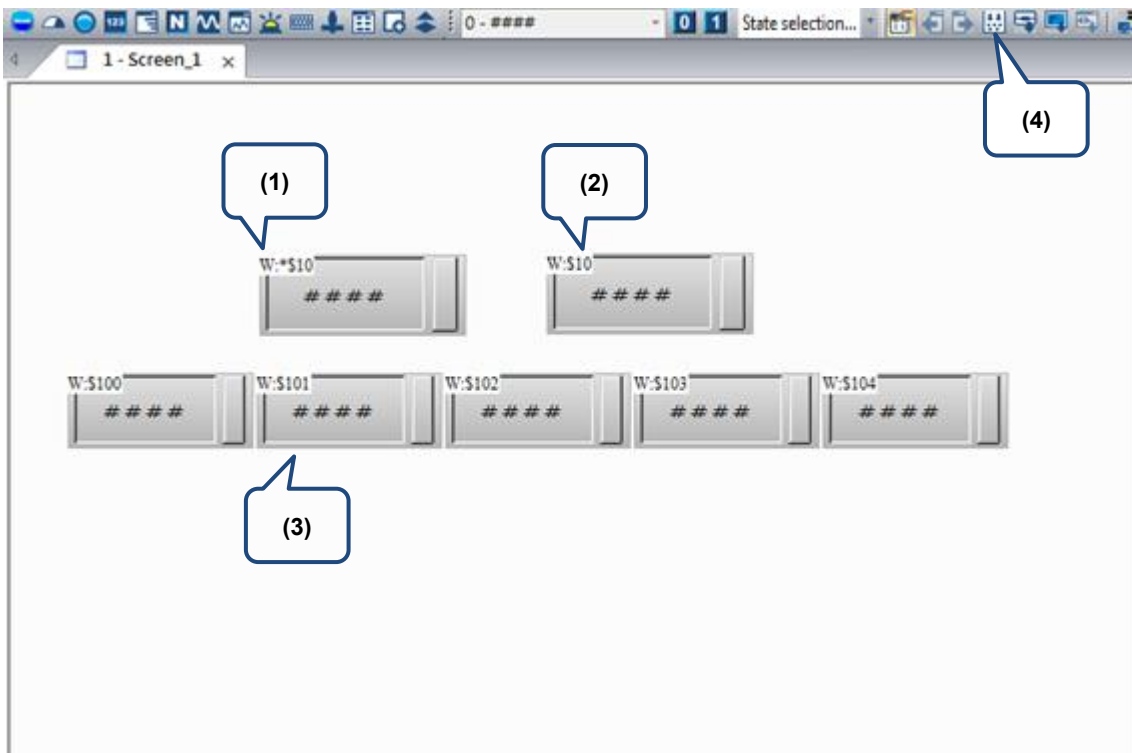 0 - ####
0 1
State selection...
1 - Screen_1 x
(4)
(1) (2)
W:*$10 W:$10
#### ####
W:$100 W:$101 W:$102 W:$103 W:$104
#### #### #### #### ####
(3)